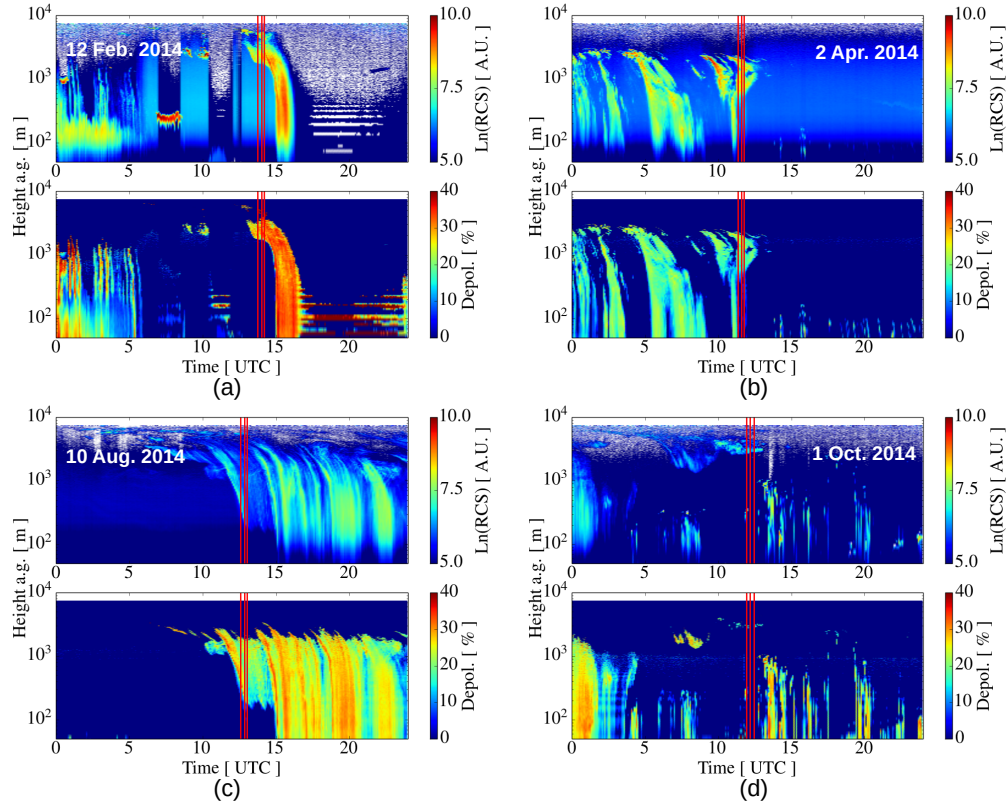 12 Feb. 2014
10⁴
10³
10²
0 5 10 15 20
10.0
7.5
5.0
Ln(RCS) [ A.U. ]
Height a.g. [ m ]
10⁴
10³
10²
0 5 10 15 20
Time [ UTC ]
40
30
20
10
0
Depol. [ % ]
(a)
2 Apr. 2014
10⁴
10³
10²
0 5 10 15 20
10.0
7.5
5.0
Ln(RCS) [ A.U. ]
Height a.g. [ m ]
10⁴
10³
10²
0 5 10 15 20
Time [ UTC ]
40
30
20
10
0
Depol. [ % ]
(b)
10 Aug. 2014
10⁴
10³
10²
0 5 10 15 20
10.0
7.5
5.0
Ln(RCS) [ A.U. ]
Height a.g. [ m ]
10⁴
10³
10²
0 5 10 15 20
Time [ UTC ]
40
30
20
10
0
Depol. [ % ]
(c)
1 Oct. 2014
10⁴
10³
10²
0 5 10 15 20
10.0
7.5
5.0
Ln(RCS) [ A.U. ]
Height a.g. [ m ]
10⁴
10³
10²
0 5 10 15 20
Time [ UTC ]
40
30
20
10
0
Depol. [ % ]
(d)